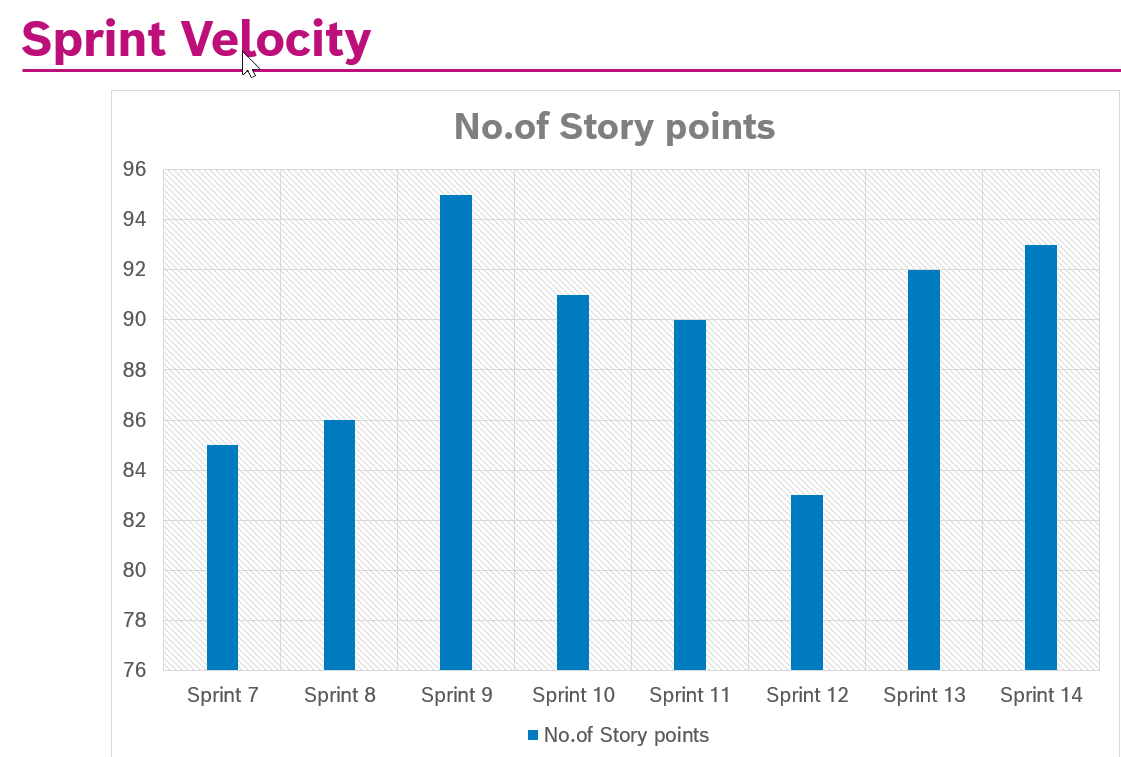 Sprint Velocity
No.of Story points
96
94
92
90
88
86
84
82
80
78
76
Sprint 7 Sprint 8 Sprint 9 Sprint 10 Sprint 11 Sprint 12 Sprint 13 Sprint 14
No.of Story points